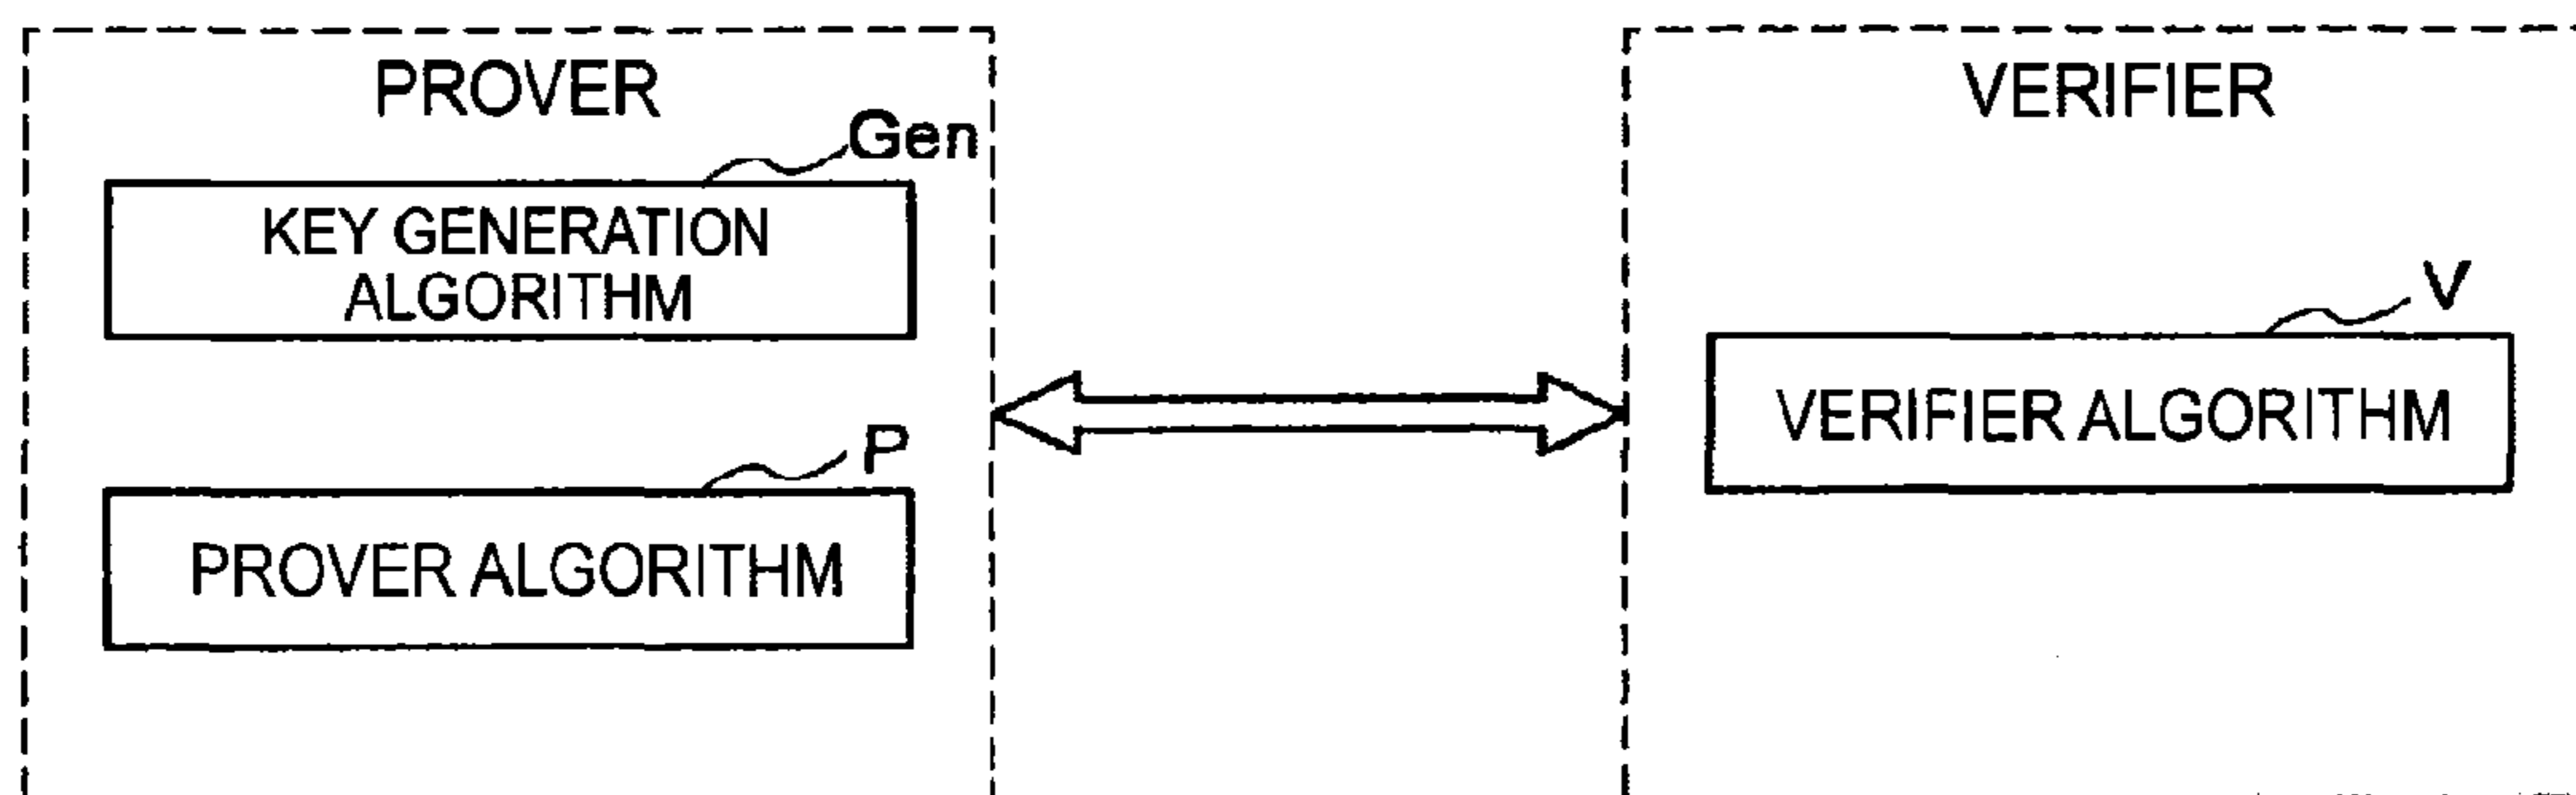 PROVER
Gen
KEY GENERATION
ALGORITHM
P
PROVER ALGORITHM
VERIFIER
V
VERIFIER ALGORITHM